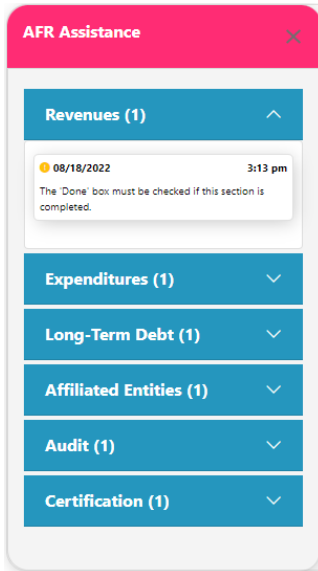 AFR Assistance
Revenues (1)
08/18/2022 3:13 pm
The 'Done' box must be checked if this section is
completed.
Expenditures (1)
Long-Term Debt (1)
Affiliated Entities (1)
Audit (1)
Certification (1)